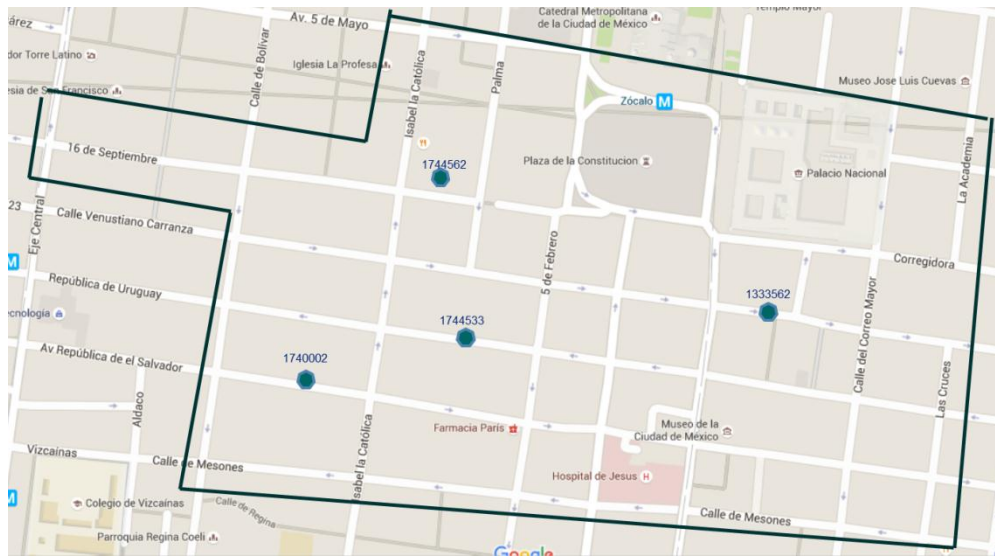 Av. 5 de Mayo
Catedral Metropolitana
de la Ciudad de México
Templo Mayor
árez
dor Torre Latino
Calle de Bolívar
Iglesia La Profesa
Isabel la Católica
Palma
Museo Jose Luis Cuevas
esia de San Francisco
Zócalo M
16 de Septiembre
1744562
Plaza de la Constitucion
Palacio Nacional
La Academia
23
Calle Venustiano Carranza
Eje Central
M
República de Uruguay
5 de Febrero
Corregidora
ecnología
1333562
1744533
Calle del Correo Mayor
Av República de el Salvador
1740002
Las Cruces
Aldaco
Farmacia París
Museo de la
Ciudad de México
Vizcaínas
Calle de Mesones
Isabel la Católica
Hospital de Jesus H
M
Colegio de Vizcaínas
Calle de Regina
Calle de Mesones
Parroquia Regina Coeli
Google